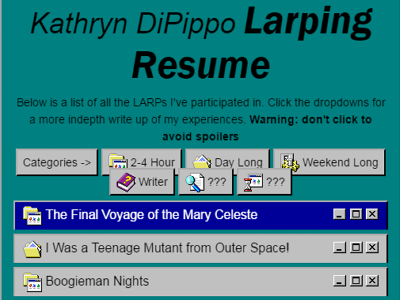 Kathryn DiPippo Larping
Resume
Below is a list of all the LARPs I've participated in. Click the dropdowns for
a more indepth write up of my experiences. Warning: don't click to
avoid spoilers
Categories -> 2-4 Hour Day Long Weekend Long
Writer ??? ???
The Final Voyage of the Mary Celeste
I Was a Teenage Mutant from Outer Space!
Boogieman Nights